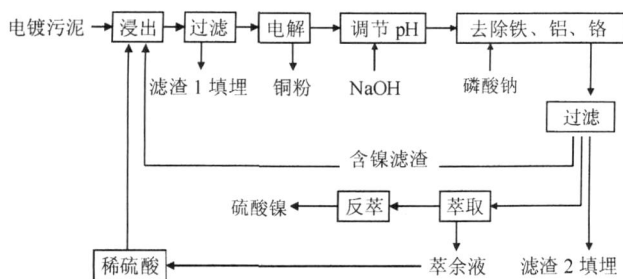 电镀污泥 浸出 过滤 电解 调节 pH 去除铁、铝、铬
滤渣 1 填埋 铜粉 NaOH 磷酸钠
过滤
含镍滤渣
硫酸镍 反萃 萃取
稀硫酸 萃余液 滤渣 2 填埋